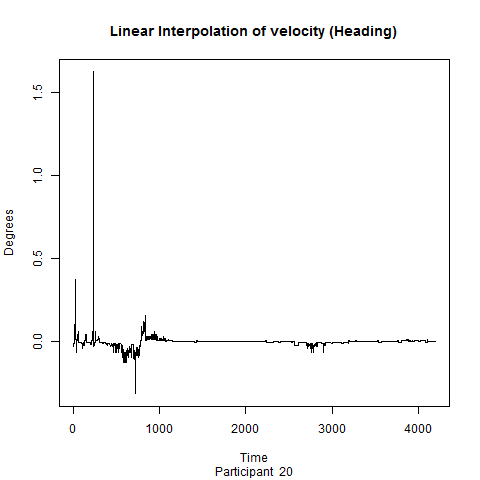 Linear Interpolation of velocity (Heading)
Degrees
1.5
1.0
0.5
0.0
0 1000 2000 3000 4000
Time
Participant 20